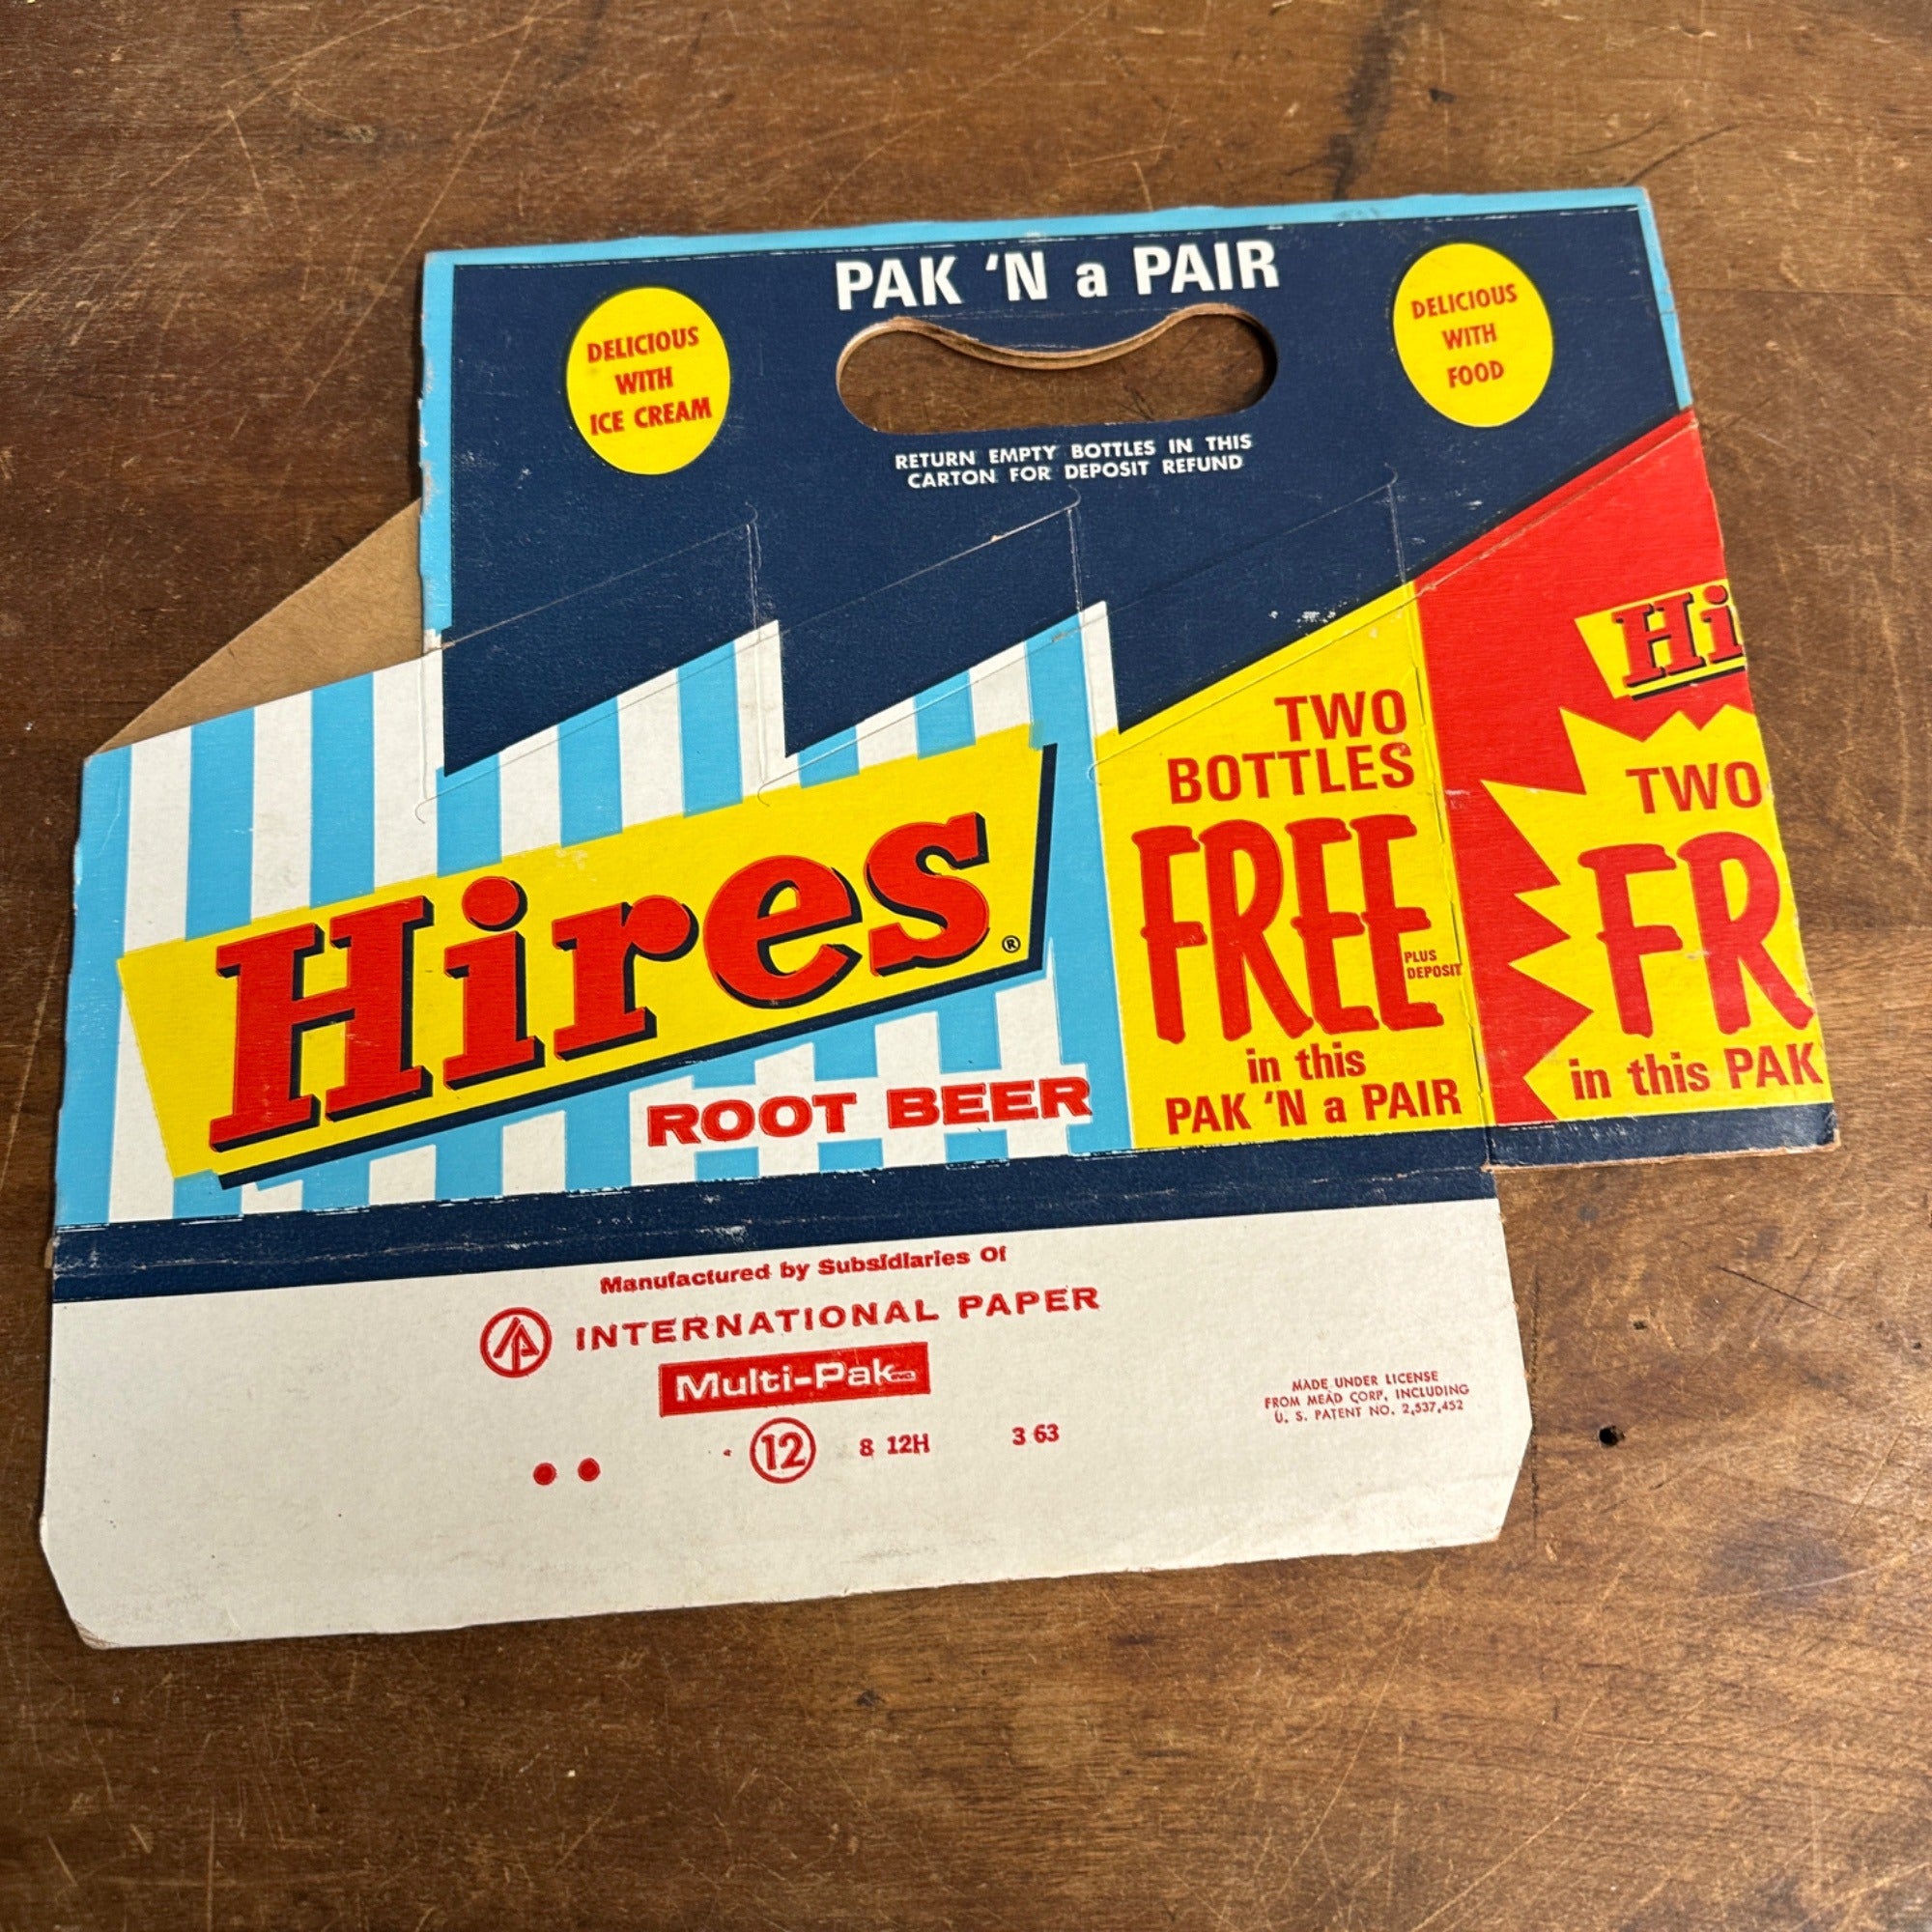 PAK 'N a PAIR
DELICIOUS
WITH
ICE CREAM
DELICIOUS
WITH
FOOD
RETURN EMPTY BOTTLES IN THIS
CARTON FOR DEPOSIT REFUND
Hires®
ROOT BEER
TWO
BOTTLES
FREE
PLUS
DEPOSIT
in this
PAK 'N a PAIR
Hi
TWO
FR
in this PAK
Manufactured by Subsidiaries Of
INTERNATIONAL PAPER
Multi-Pak
12 8 12H 3 63
MADE UNDER LICENSE
FROM MEAD CORP. INCLUDING
U. S. PATENT NO. 2,537,452